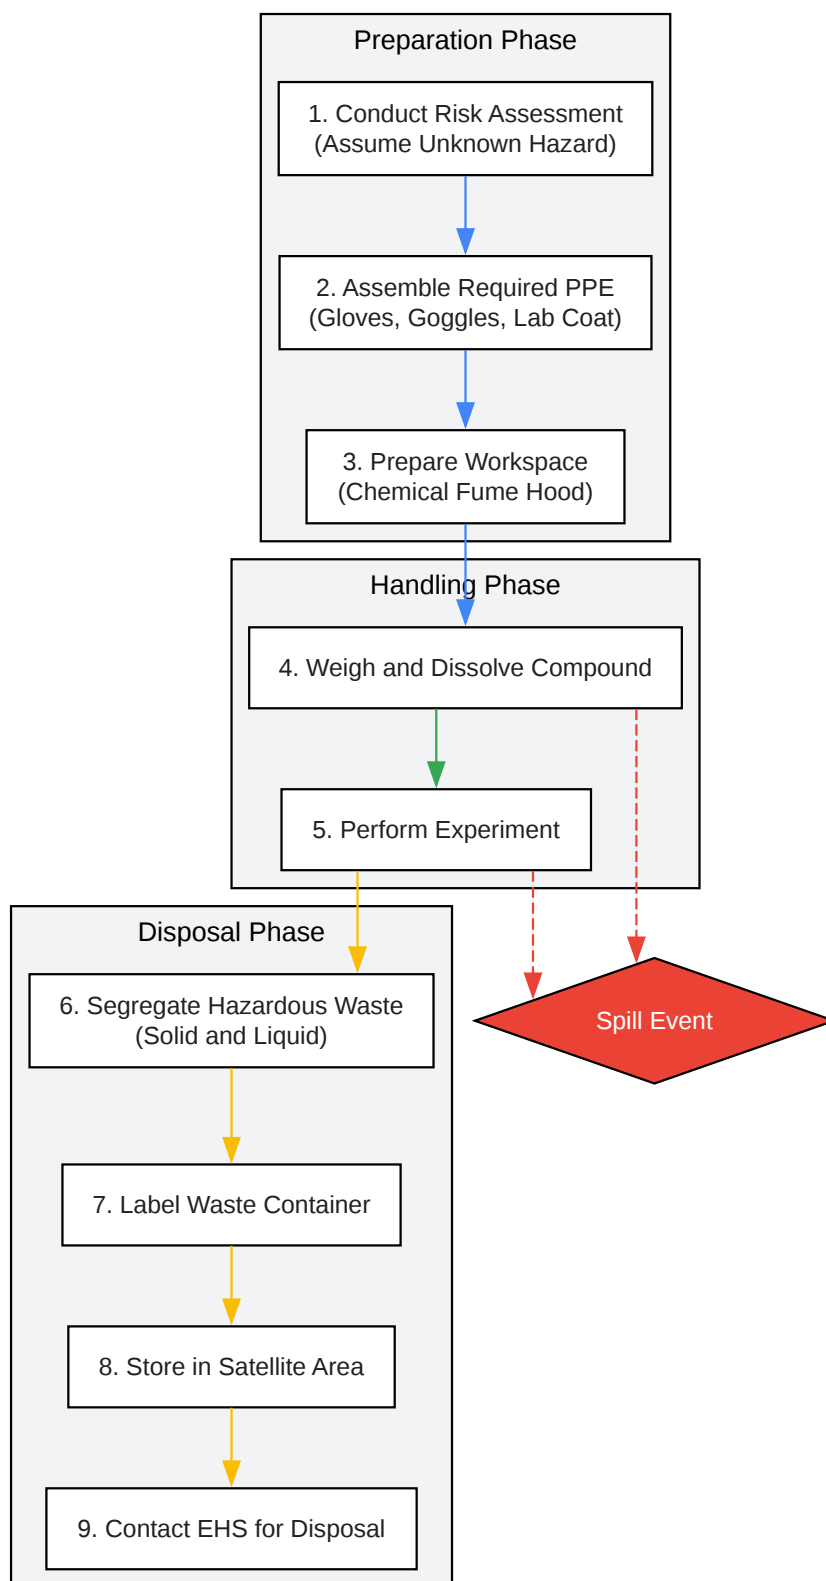 Preparation Phase
1. Conduct Risk Assessment
(Assume Unknown Hazard)
2. Assemble Required PPE
(Gloves, Goggles, Lab Coat)
3. Prepare Workspace
(Chemical Fume Hood)
Handling Phase
4. Weigh and Dissolve Compound
5. Perform Experiment
Disposal Phase
6. Segregate Hazardous Waste
(Solid and Liquid)
Spill Event
7. Label Waste Container
8. Store in Satellite Area
9. Contact EHS for Disposal